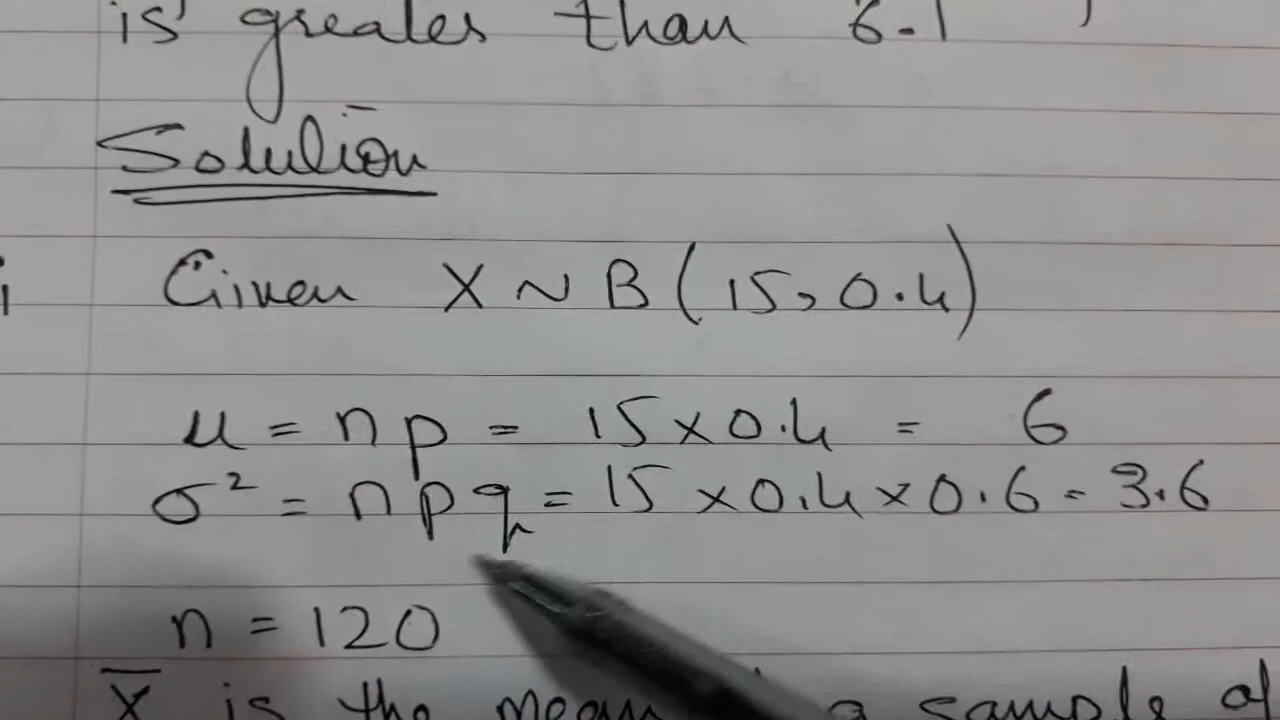 is greater than 6.1
Solution
i Given X ~ B(15, 0.4)
μ = np = 15 × 0.4 = 6
σ² = npq = 15 × 0.4 × 0.6 = 3.6
n = 120
X̅ is the mean a sample of